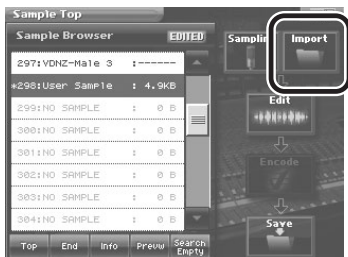 Sample Top
Sample Browser EDITED
297:VDNZ-Male 3 :------
*298:User Sample : 4.9KB
299:NO SAMPLE : 0 B
300:NO SAMPLE : 0 B
301:NO SAMPLE : 0 B
302:NO SAMPLE : 0 B
303:NO SAMPLE : 0 B
304:NO SAMPLE : 0 B
Top End Info Prevw Search Empty
Samplin Import
Edit
Encode
Save